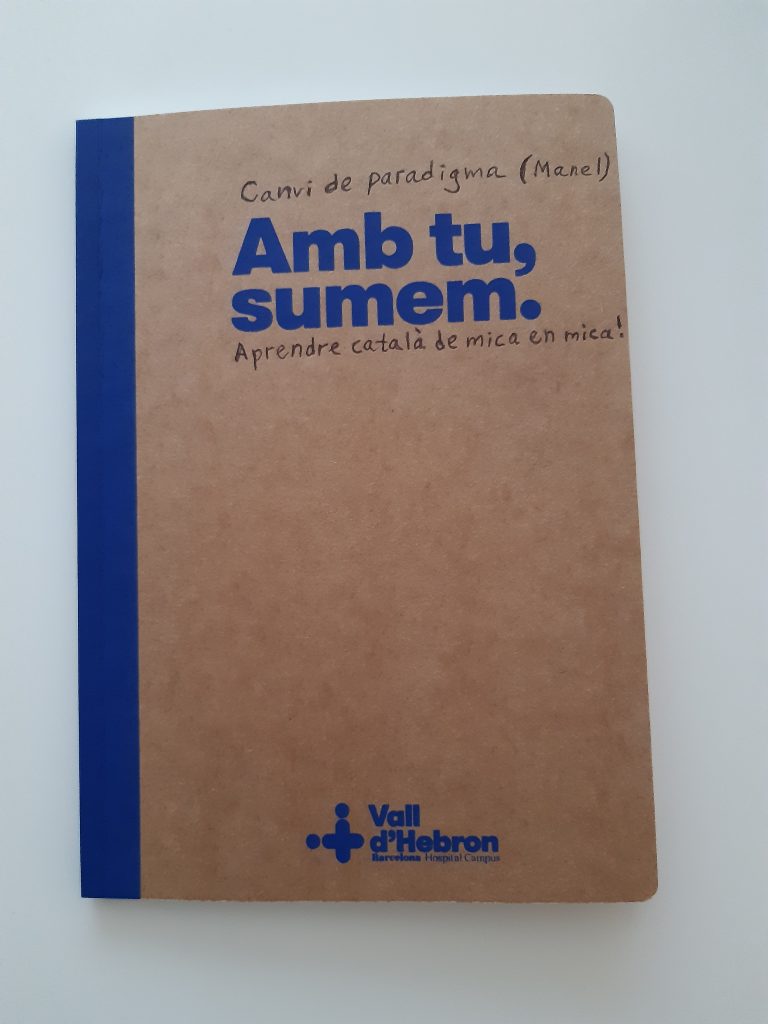 Canvi de paradigma (Manel)
Amb tu,
sumem.
Aprendre català de mica en mica!
Vall
d'Hebron
Barcelona Hospital Campus